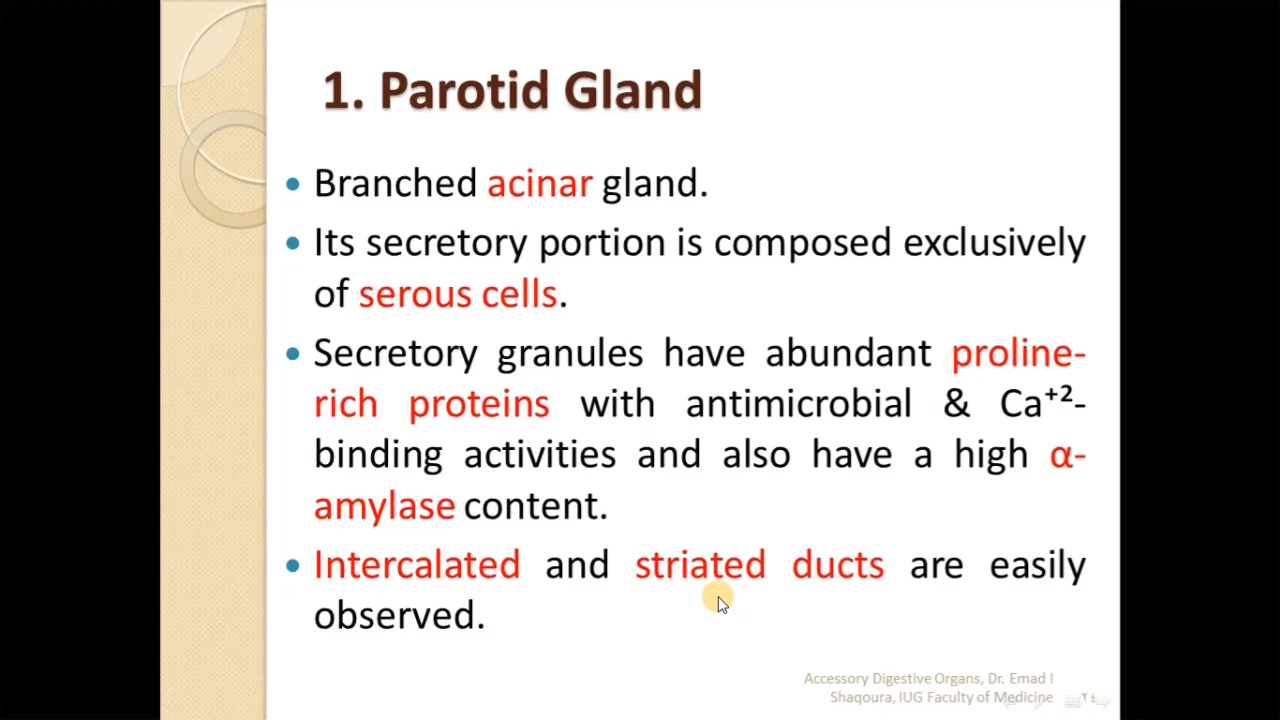 1. Parotid Gland
• Branched acinar gland.
• Its secretory portion is composed exclusively
of serous cells.
• Secretory granules have abundant proline-
rich proteins with antimicrobial & Ca⁺²-
binding activities and also have a high α-
amylase content.
• Intercalated and striated ducts are easily
observed.
Accessory Digestive Organs, Dr. Emad I
Shaqoura, IUG Faculty of Medicine